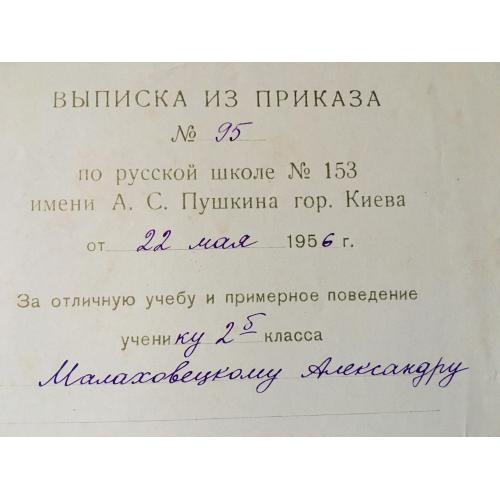 ВЫПИСКА ИЗ ПРИКАЗА
№ 95
по русской школе № 153
имени А. С. Пушкина гор. Киева
от 22 мая 1956 г.
За отличную учебу и примерное поведение
ученику 2 б класса
Малаховецкому Александру